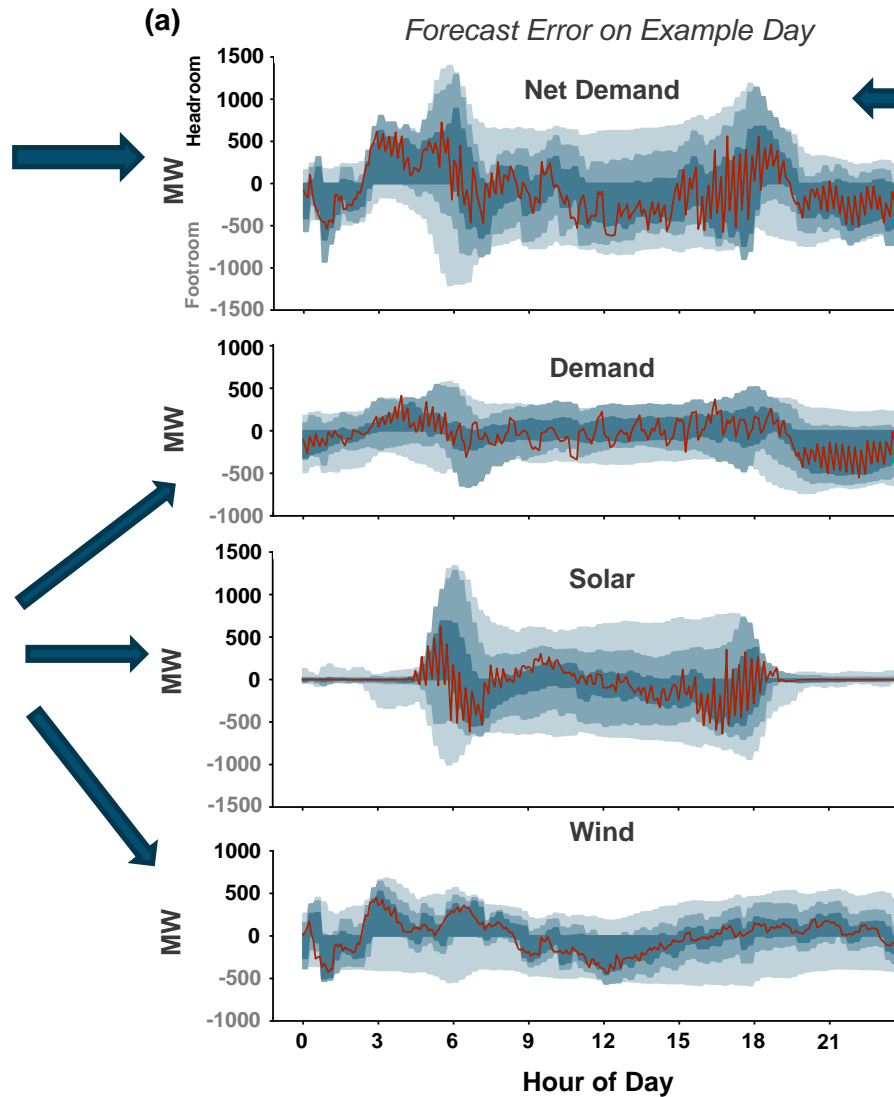 (a)
Forecast Error on Example Day
Net Demand
MW
Headroom
Footroom
1500
1000
500
0
-500
-1000
-1500
Demand
MW
1000
500
0
-500
-1000
Solar
MW
1500
1000
500
0
-500
-1000
-1500
Wind
MW
1000
500
0
-500
-1000
0 3 6 9 12 15 18 21
Hour of Day